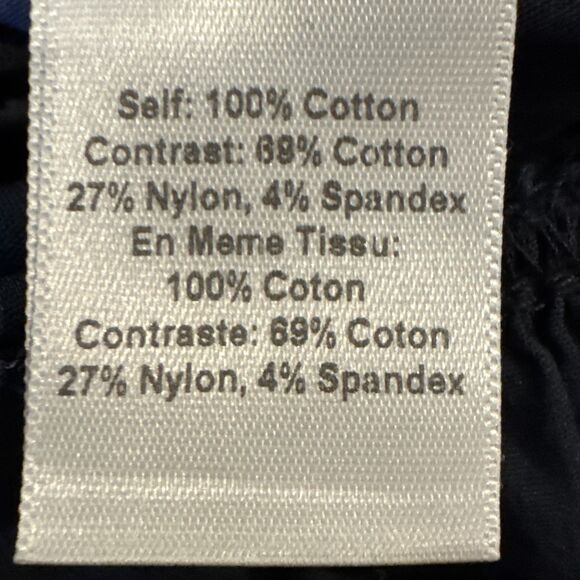 Self: 100% Cotton
Contrast: 69% Cotton
27% Nylon, 4% Spandex
En Meme Tissu:
100% Coton
Contraste: 69% Coton
27% Nylon, 4% Spandex